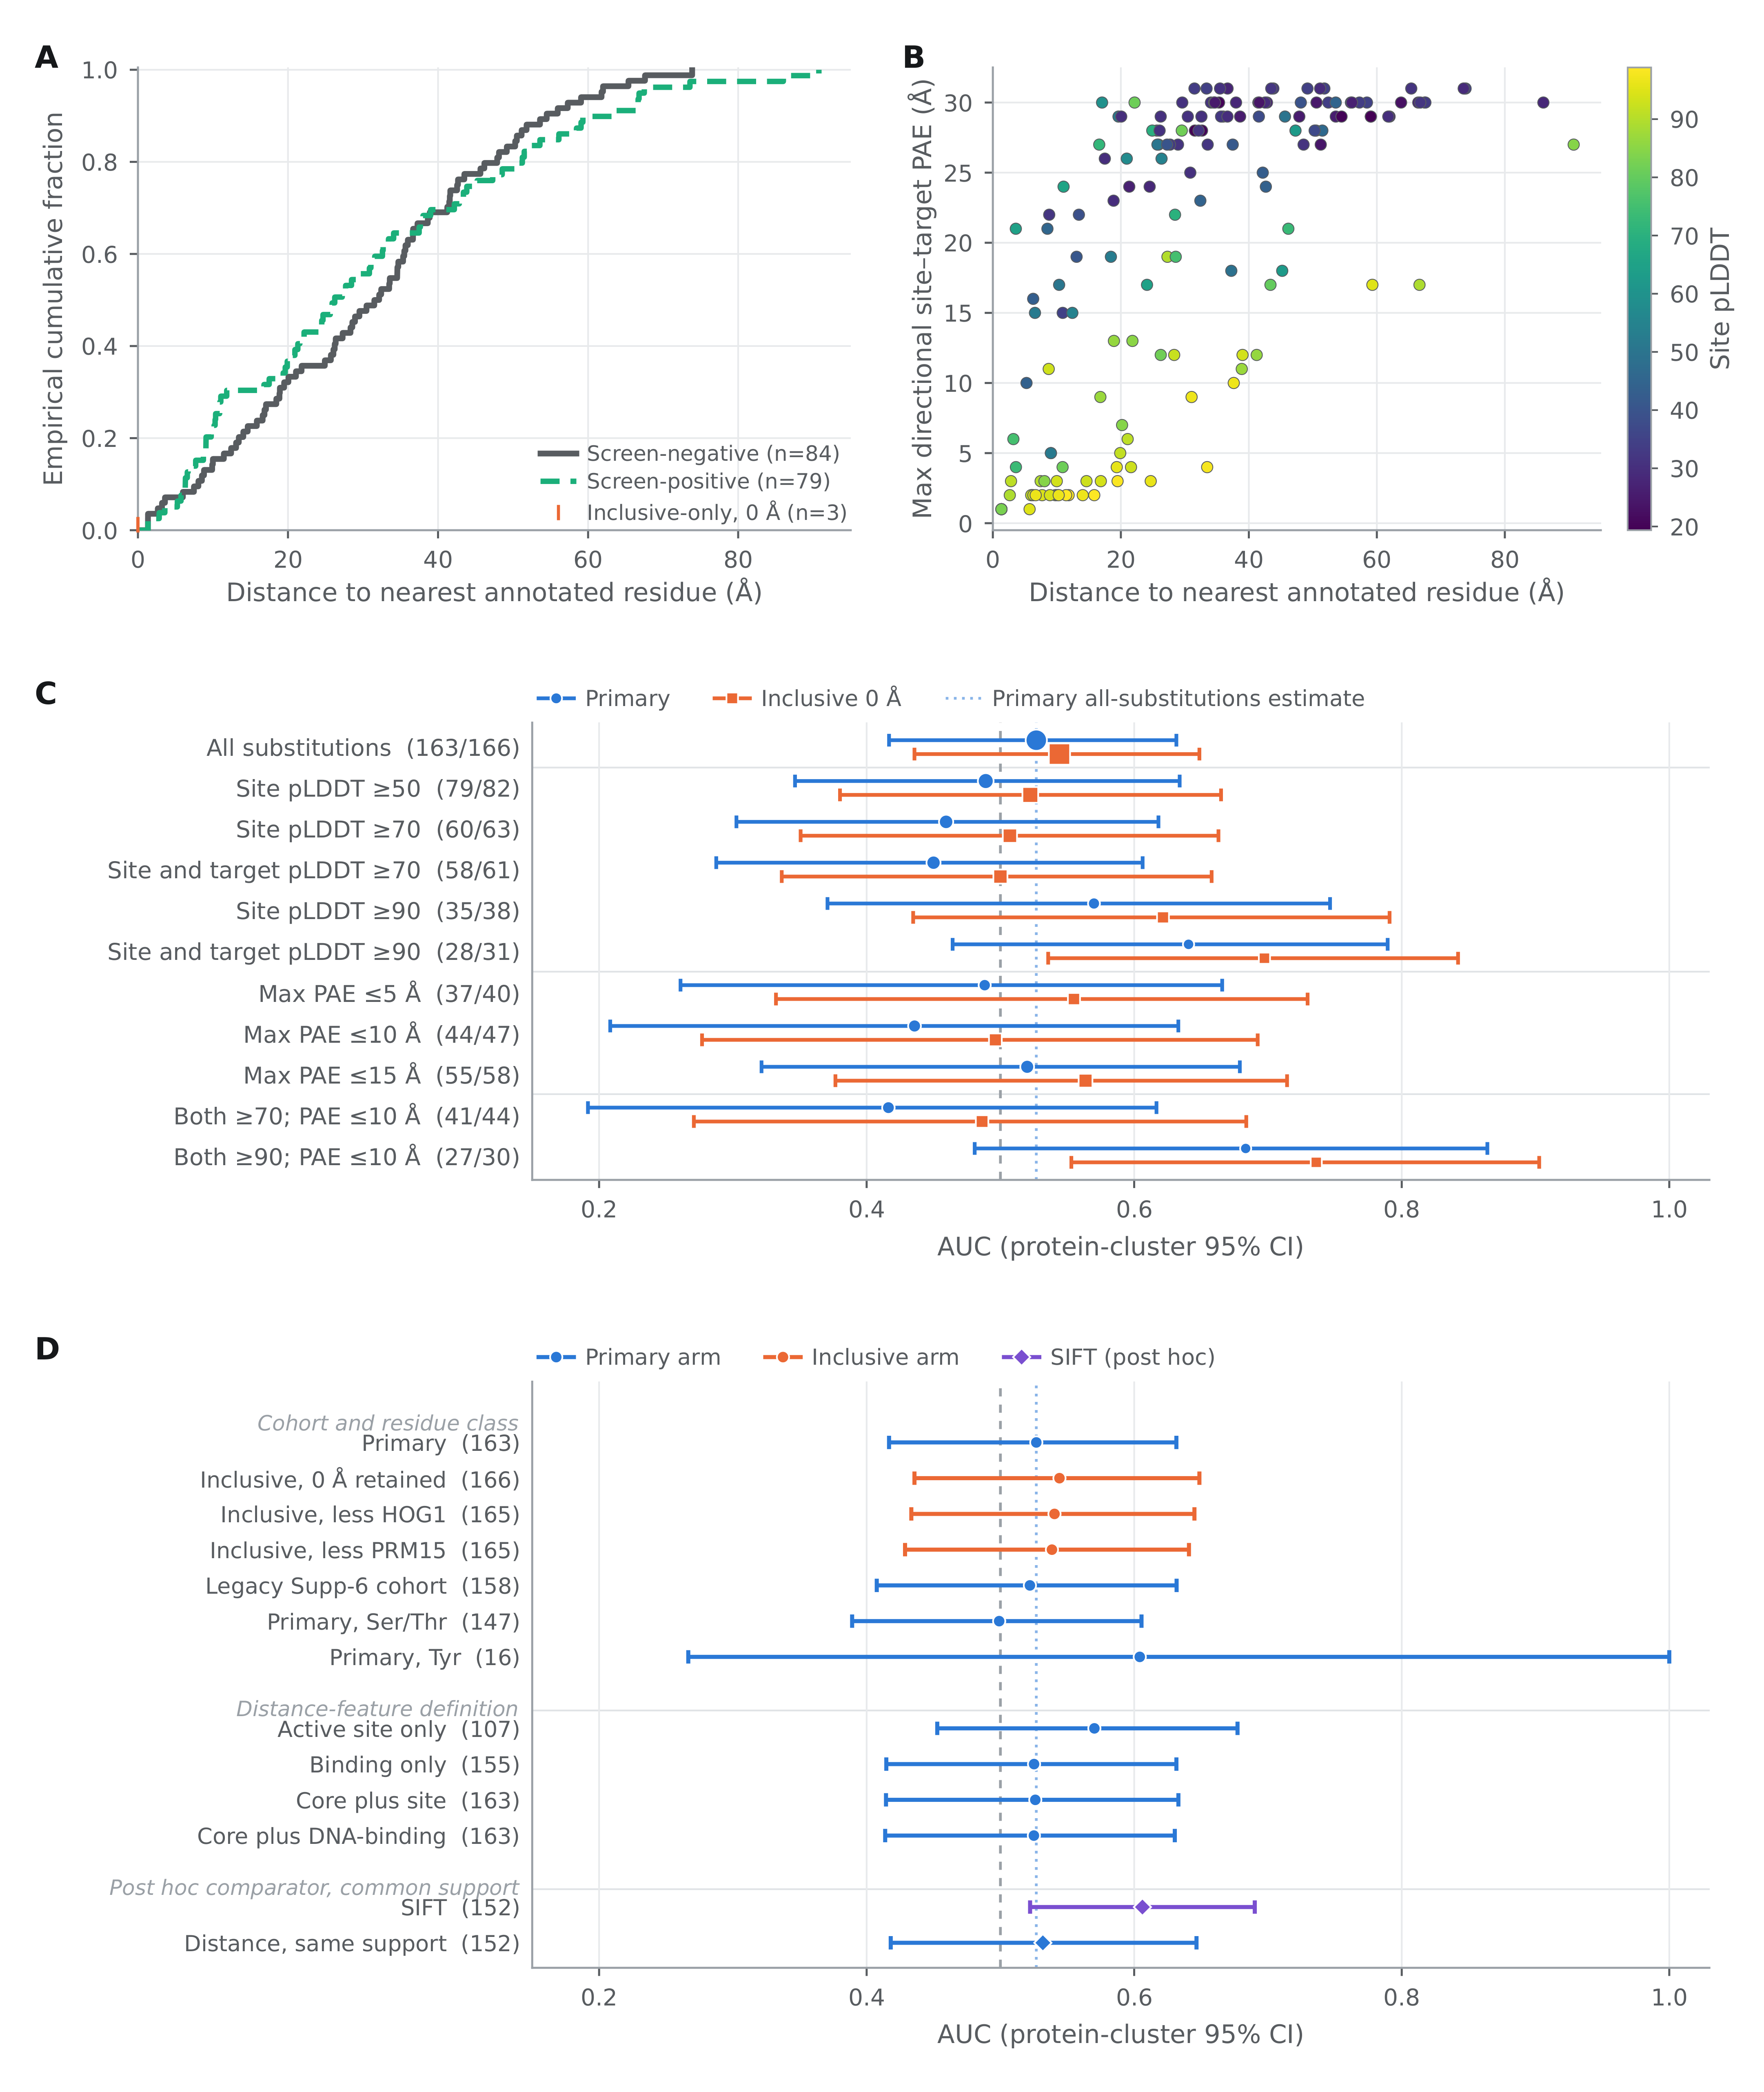 A
1.0
0.8
0.6
0.4
0.2
0.0
0
20
40
60
80
Empirical cumulative fraction
Distance to nearest annotated residue (Å)
Screen-negative (n=84)
Screen-positive (n=79)
Inclusive-only, 0 Å (n=3)
B
30
25
20
15
10
5
0
0
20
40
60
80
Max directional site–target PAE (Å)
Distance to nearest annotated residue (Å)
90
80
70
60
50
40
30
20
Site pLDDT
C
Primary
Inclusive 0 Å
Primary all-substitutions estimate
All substitutions (163/166)
Site pLDDT ≥50 (79/82)
Site pLDDT ≥70 (60/63)
Site and target pLDDT ≥70 (58/61)
Site pLDDT ≥90 (35/38)
Site and target pLDDT ≥90 (28/31)
Max PAE ≤5 Å (37/40)
Max PAE ≤10 Å (44/47)
Max PAE ≤15 Å (55/58)
Both ≥70; PAE ≤10 Å (41/44)
Both ≥90; PAE ≤10 Å (27/30)
0.2
0.4
0.6
0.8
1.0
AUC (protein-cluster 95% CI)
D
Primary arm
Inclusive arm
SIFT (post hoc)
Cohort and residue class
Primary (163)
Inclusive, 0 Å retained (166)
Inclusive, less HOG1 (165)
Inclusive, less PRM15 (165)
Legacy Supp-6 cohort (158)
Primary, Ser/Thr (147)
Primary, Tyr (16)
Distance-feature definition
Active site only (107)
Binding only (155)
Core plus site (163)
Core plus DNA-binding (163)
Post hoc comparator, common support
SIFT (152)
Distance, same support (152)
0.2
0.4
0.6
0.8
1.0
AUC (protein-cluster 95% CI)